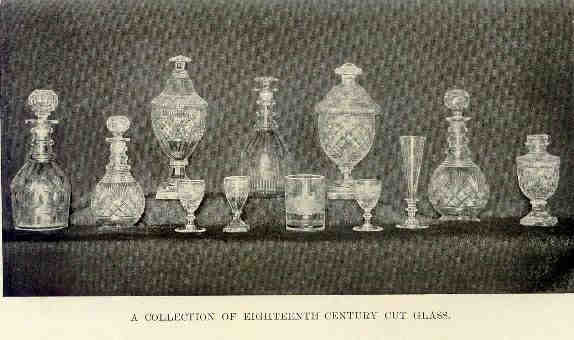 A COLLECTION OF EIGHTEENTH CENTURY CUT GLASS.